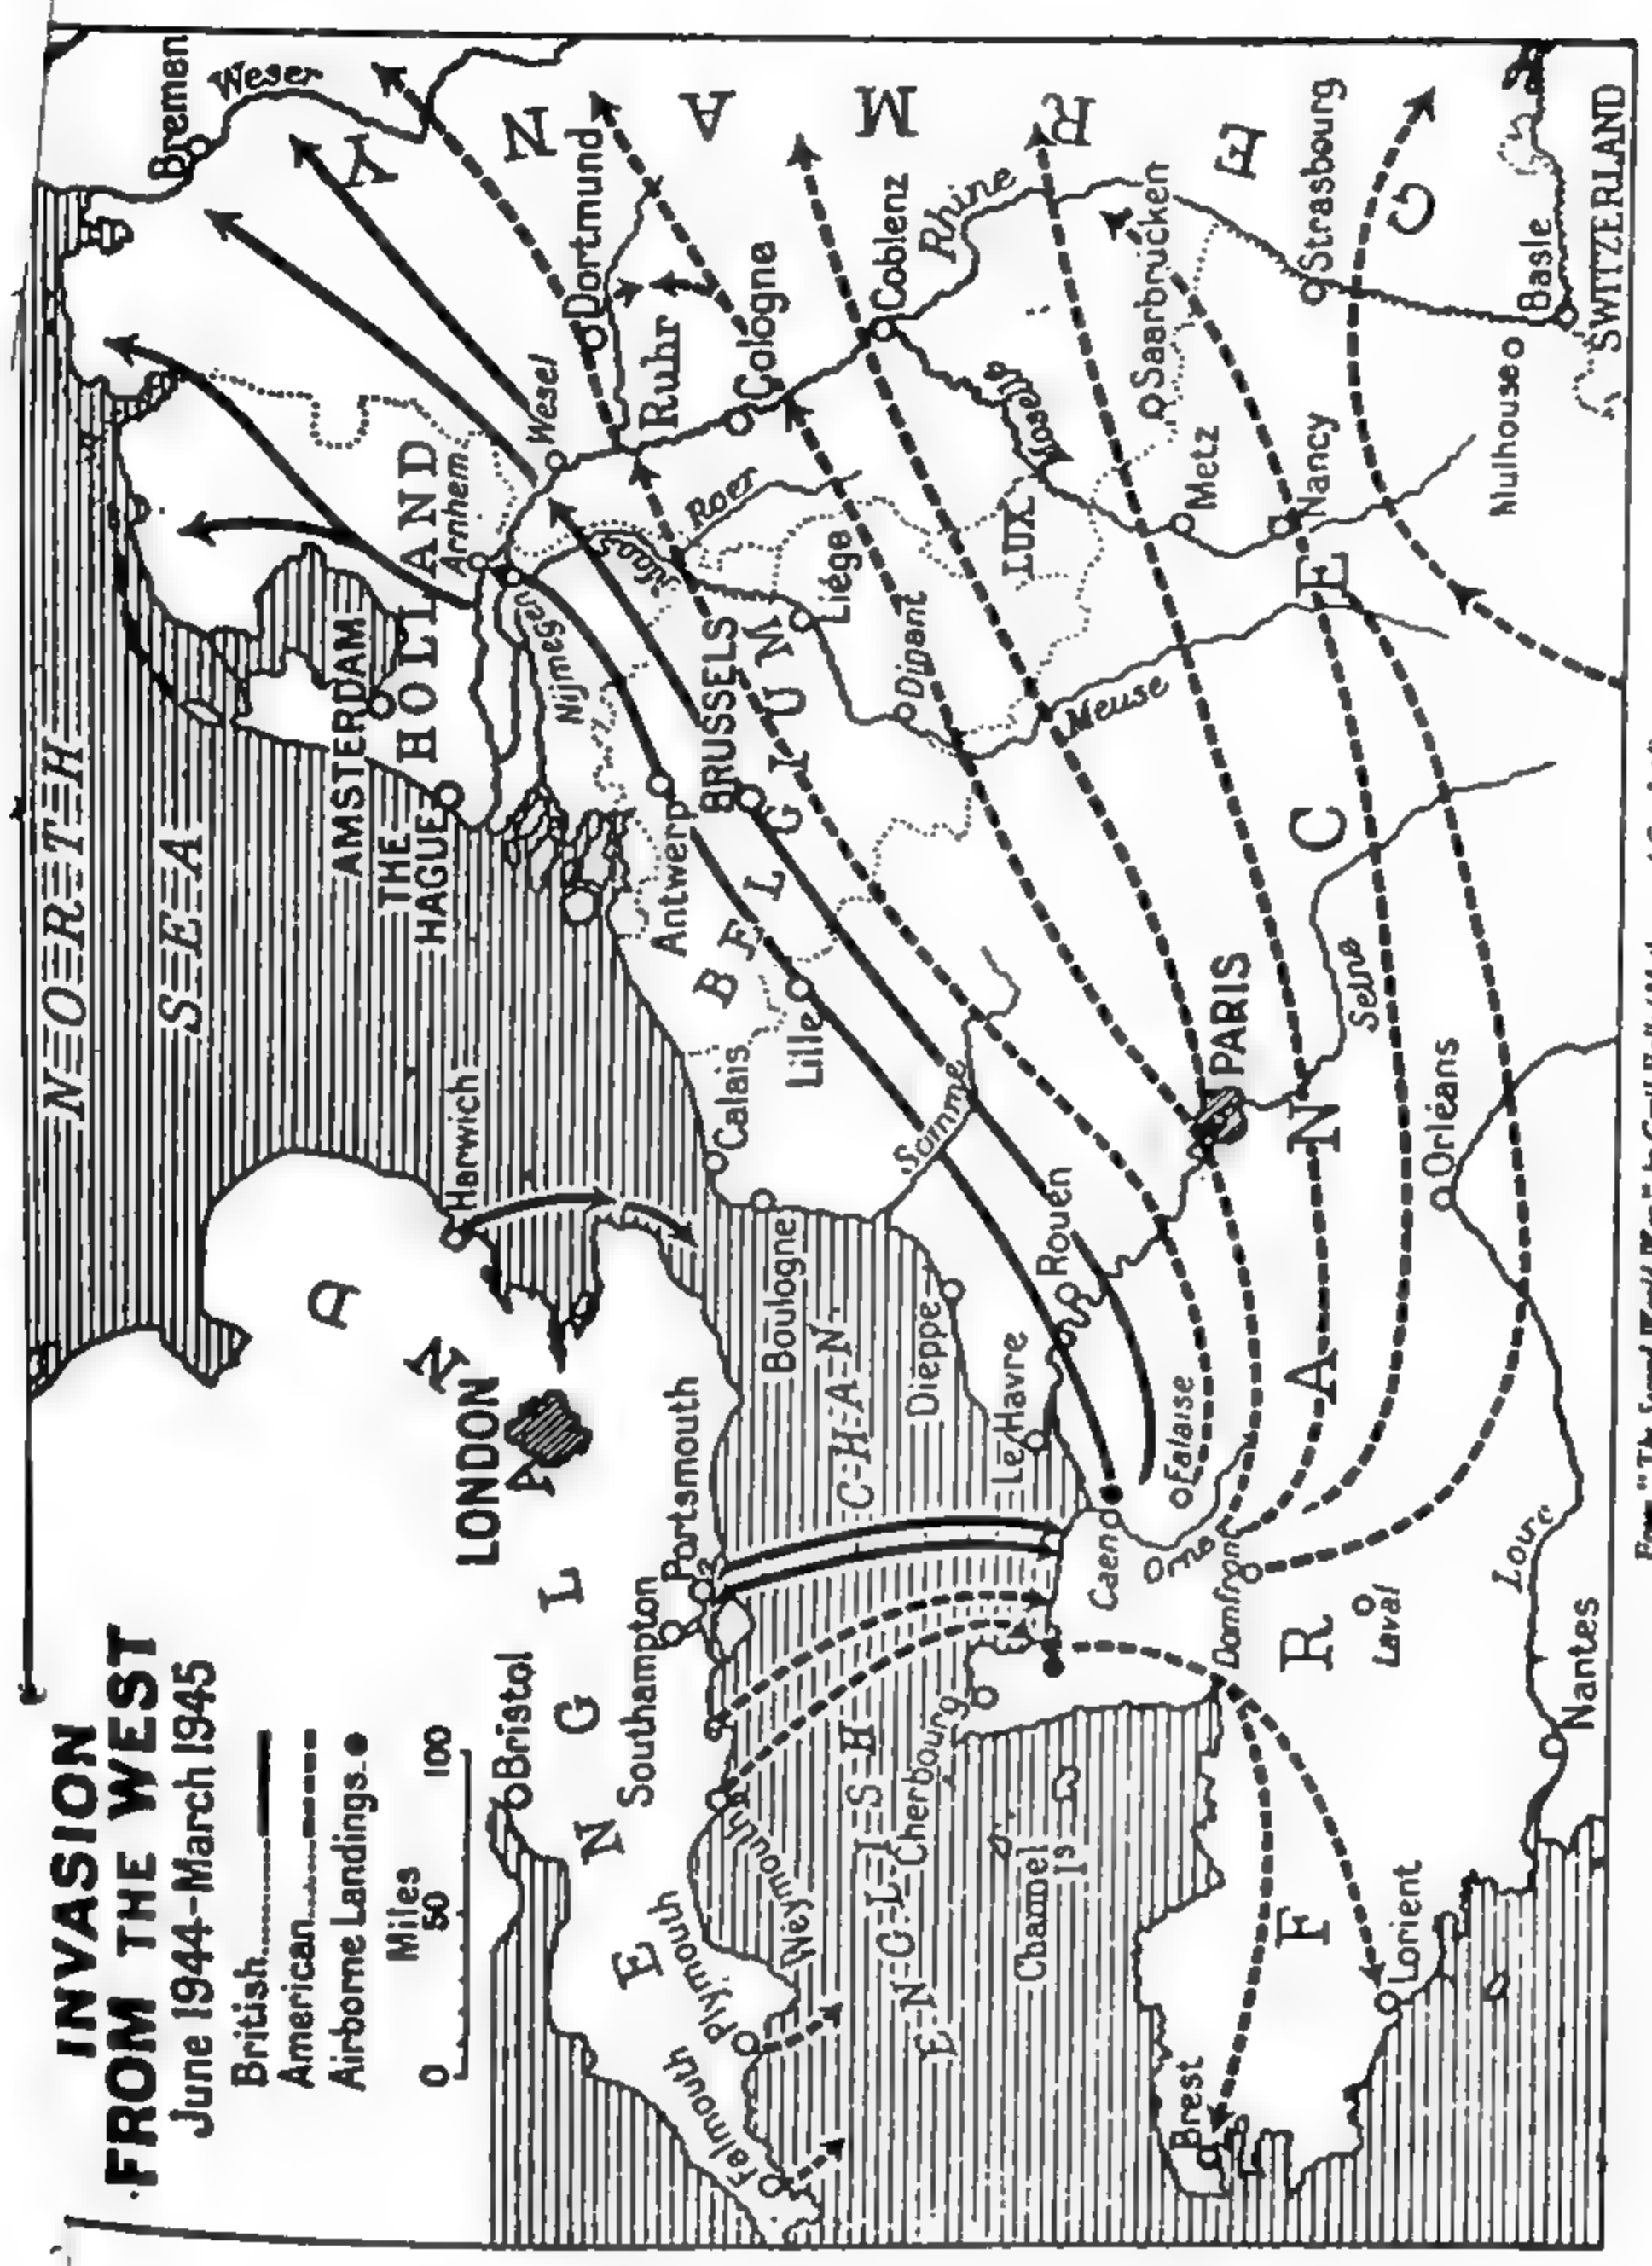 INVASION
FROM THE WEST
June 1944–March 1945
British
American
Airborne Landings
Miles
0 50 100
NORTH
SEA
ENGLAND
Bristol
LONDON
Harwich
Southampton
Portsmouth
Weymouth
Plymouth
Falmouth
ENGLISH CHAN.
Channel
Is
Cherbourg
Calais
Boulogne
Dieppe
Le Havre
Rouen
Somme
Lille
Caen
Falaise
Domfront
Laval
Brest
Lorient
Nantes
Loire
Orléans
PARIS
Seine
FRANCE
AMSTERDAM
THE
HAGUE
HOLLAND
Arnhem
Nijmegen
Antwerp
BRUSSELS
BELGIUM
Liége
Dinant
Meuse
LUX
Roer
Wesel
Ruhr
Dortmund
Cologne
Coblenz
Rhine
Saarbrucken
Metz
Nancy
Strasbourg
Mulhouse
Basle
SWITZERLAND
GERMANY
Bremen
Weser